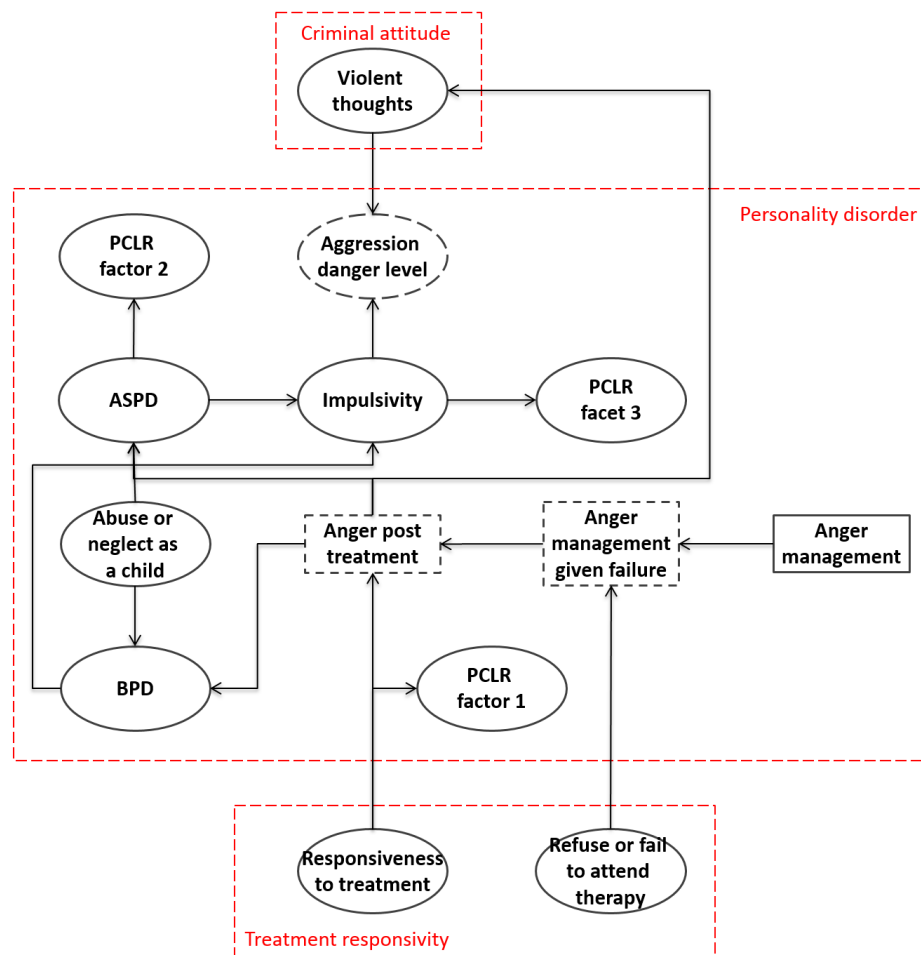 Criminal attitude
Violent
thoughts
Personality disorder
PCLR
factor 2
Aggression
danger level
ASPD
Impulsivity
PCLR
facet 3
Abuse or
neglect as
a child
Anger post
treatment
Anger
management
given failure
Anger
management
BPD
PCLR
factor 1
Responsiveness
to treatment
Refuse or fail
to attend
therapy
Treatment responsivity